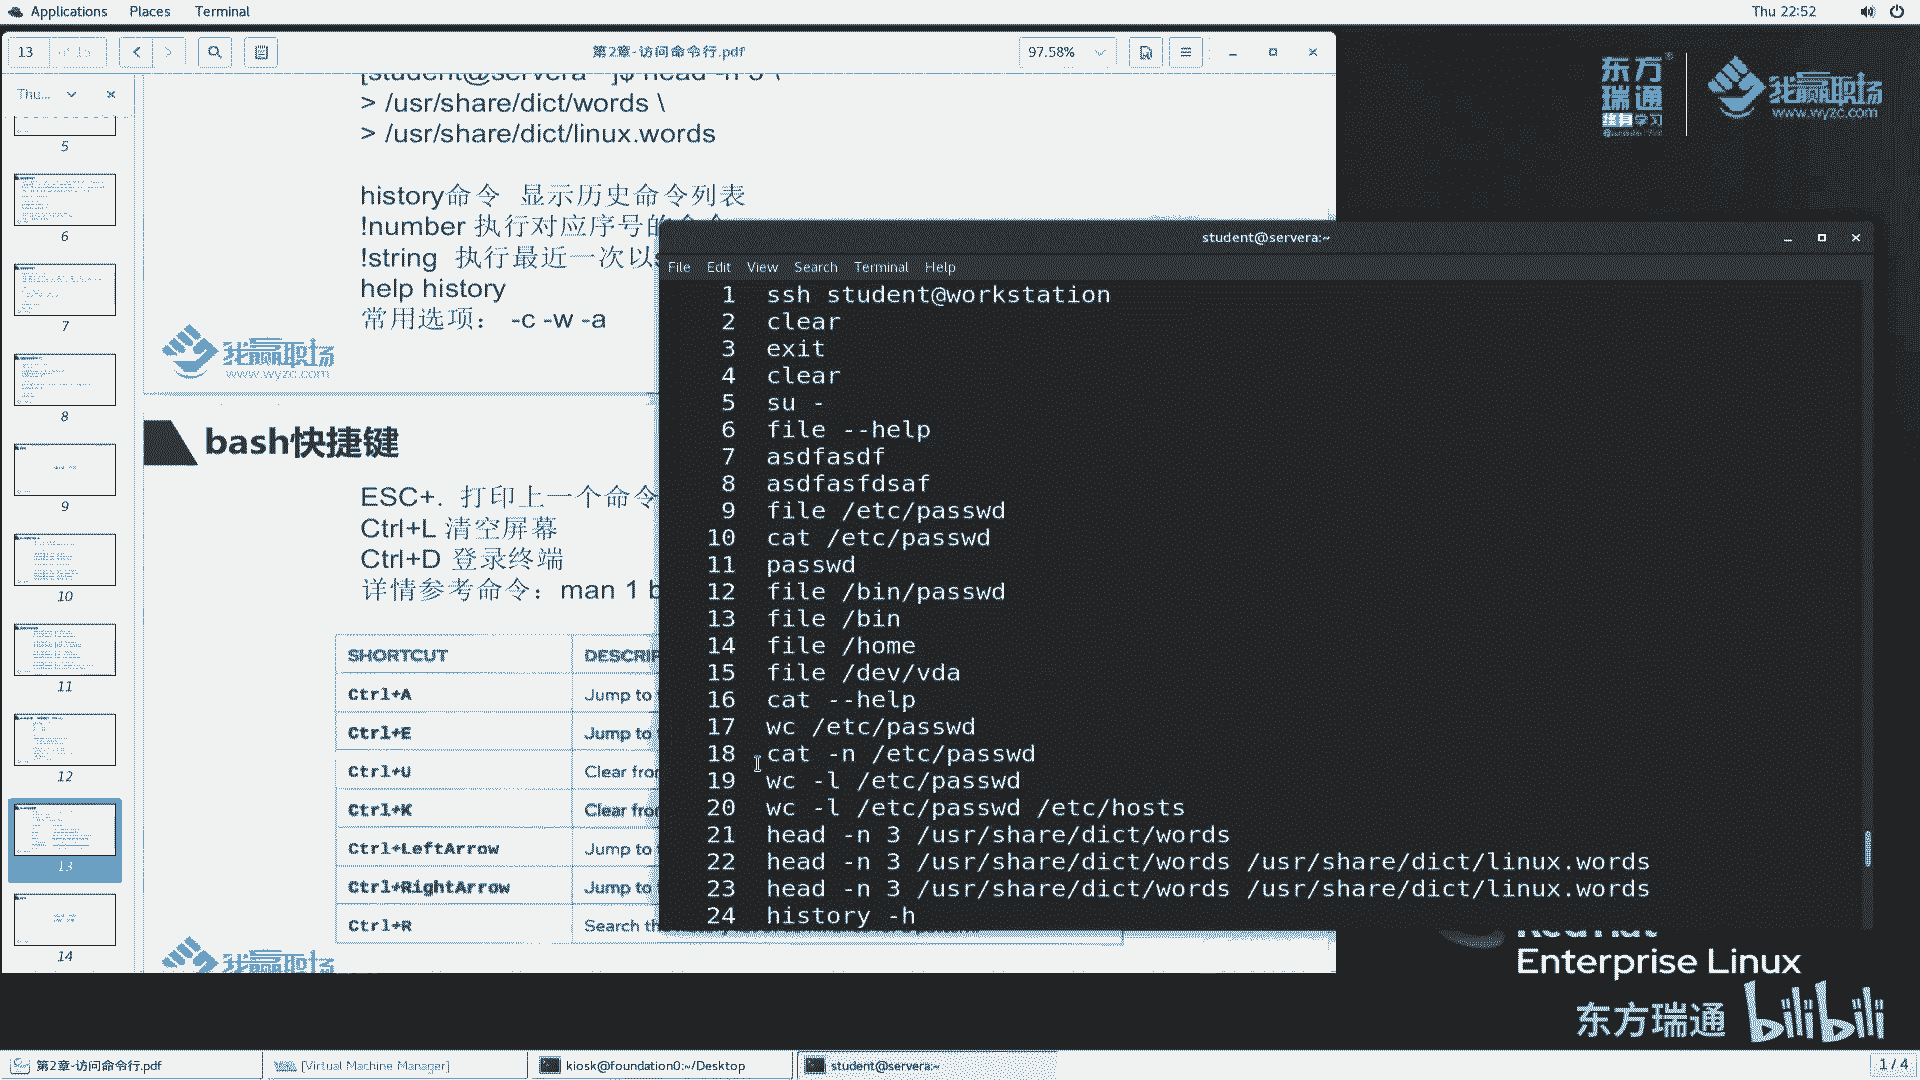 Applications Places Terminal
Thu 22:52
13
第2章-访问命令行.pdf
97.58%
Thu...
5
6
7
8
9
10
11
12
13
14
> /usr/share/dict/words \
> /usr/share/dict/linux.words
history命令 显示历史命令列表
!number 执行对应序号的
!string 执行最近一次以
help history
常用选项： -c -w -a
我赢职场
www.wyzc.com
bash快捷键
ESC+. 打印上一个命令
Ctrl+L 清空屏幕
Ctrl+D 登录终端
详情参考命令：man 1 b
SHORTCUT DESCRIP
Ctrl+A Jump to
Ctrl+E Jump to
Ctrl+U Clear fro
Ctrl+K Clear fro
Ctrl+LeftArrow Jump to
Ctrl+RightArrow Jump to
Ctrl+R Search th
我赢职场
student@servera:~
File Edit View Search Terminal Help
1 ssh student@workstation
2 clear
3 exit
4 clear
5 su -
6 file --help
7 asdfasdf
8 asdfasfdsaf
9 file /etc/passwd
10 cat /etc/passwd
11 passwd
12 file /bin/passwd
13 file /bin
14 file /home
15 file /dev/vda
16 cat --help
17 wc /etc/passwd
18 cat -n /etc/passwd
19 wc -l /etc/passwd
20 wc -l /etc/passwd /etc/hosts
21 head -n 3 /usr/share/dict/words
22 head -n 3 /usr/share/dict/words /usr/share/dict/linux.words
23 head -n 3 /usr/share/dict/words /usr/share/dict/linux.words
24 history -h
东方
瑞通
终身学习
我赢职场
www.wyzc.com
Enterprise Linux
东方瑞通 bilibili
第2章-访问命令行.pdf
[Virtual Machine Manager]
kiosk@foundation0:~/Desktop
student@servera:~
1 / 4